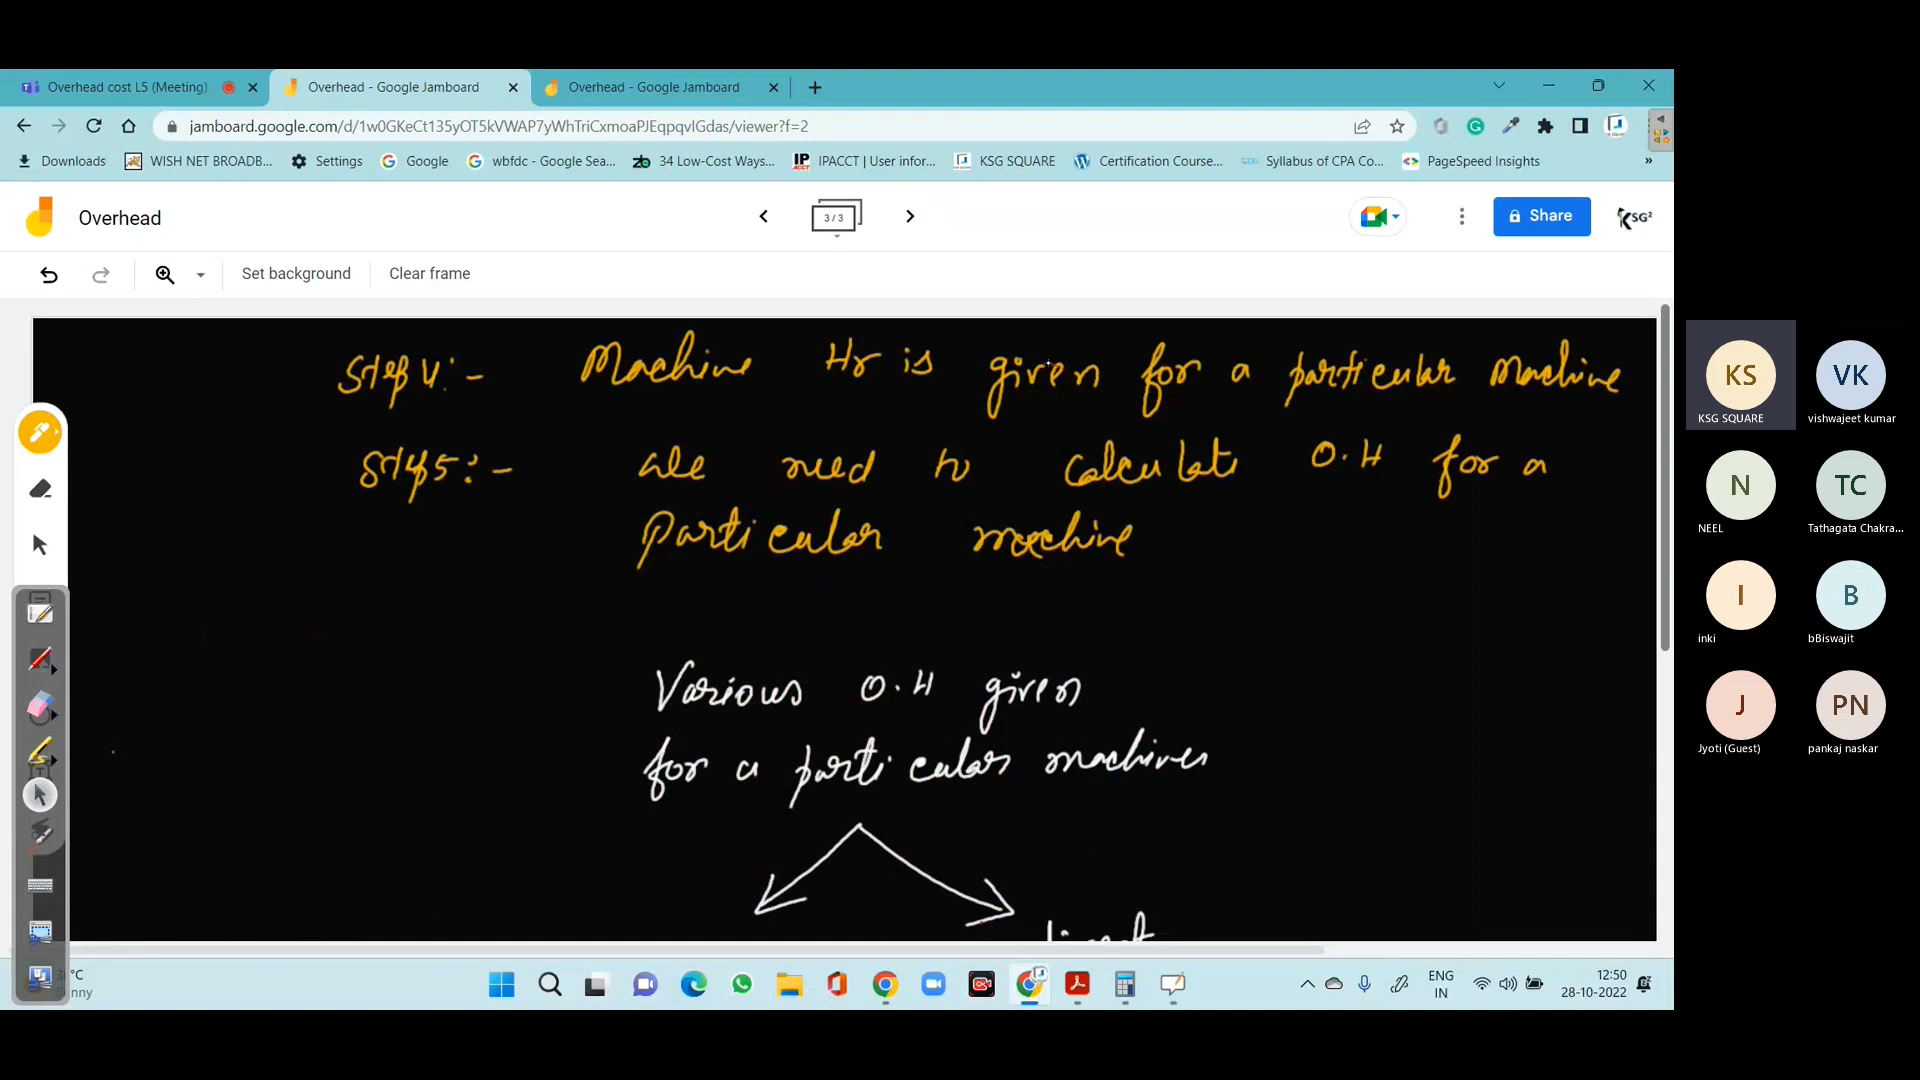 Overhead cost L5 (Meeting)
Overhead - Google Jamboard
Overhead - Google Jamboard
jamboard.google.com/d/1w0GKeCt135yOT5kVWAP7yWhTriCxmoaPJEqpqvIGdas/viewer?f=2
Downloads
WISH NET BROADB...
Settings
Google
wbfdc - Google Sea...
34 Low-Cost Ways...
IPACCT | User infor...
KSG SQUARE
Certification Course...
Syllabus of CPA Co...
PageSpeed Insights
Overhead
3 / 3
Share
KSG²
Set background
Clear frame
Step 4:- Machine Hr is given for a particular Machine
Step 5:- we need to calculate O.H for a
Particular machine
Various O.H given
for a particular machines
direct
KS
KSG SQUARE
VK
vishwajeet kumar
N
NEEL
TC
Tathagata Chakra...
I
inki
B
bBiswajit
J
Jyoti (Guest)
PN
pankaj naskar
ENG
IN
12:50
28-10-2022